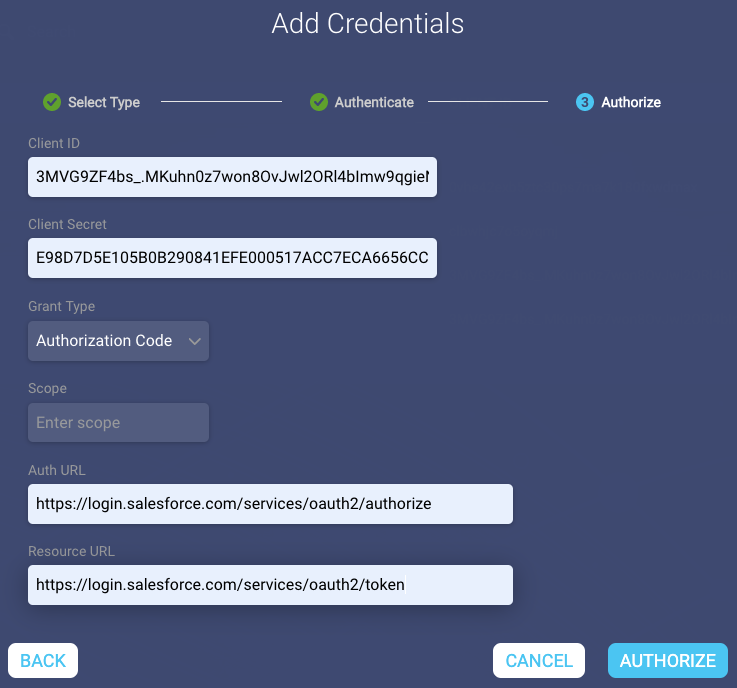 Add Credentials
Select Type
Authenticate
3 Authorize
Client ID
3MVG9ZF4bs_.MKuhn0z7won8OvJwl2ORl4bImw9qgieI
Client Secret
E98D7D5E105B0B290841EFE000517ACC7ECA6656CC
Grant Type
Authorization Code
Scope
Enter scope
Auth URL
https://login.salesforce.com/services/oauth2/authorize
Resource URL
https://login.salesforce.com/services/oauth2/token
BACK
CANCEL
AUTHORIZE